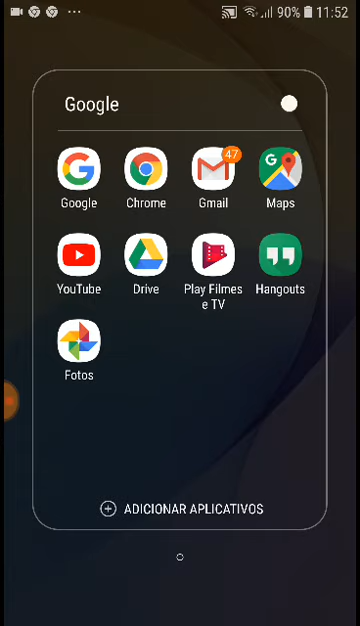 90% 11:52
Google
47
Google Chrome Gmail Maps
YouTube Drive Play Filmes Hangouts
e TV
Fotos
ADICIONAR APLICATIVOS